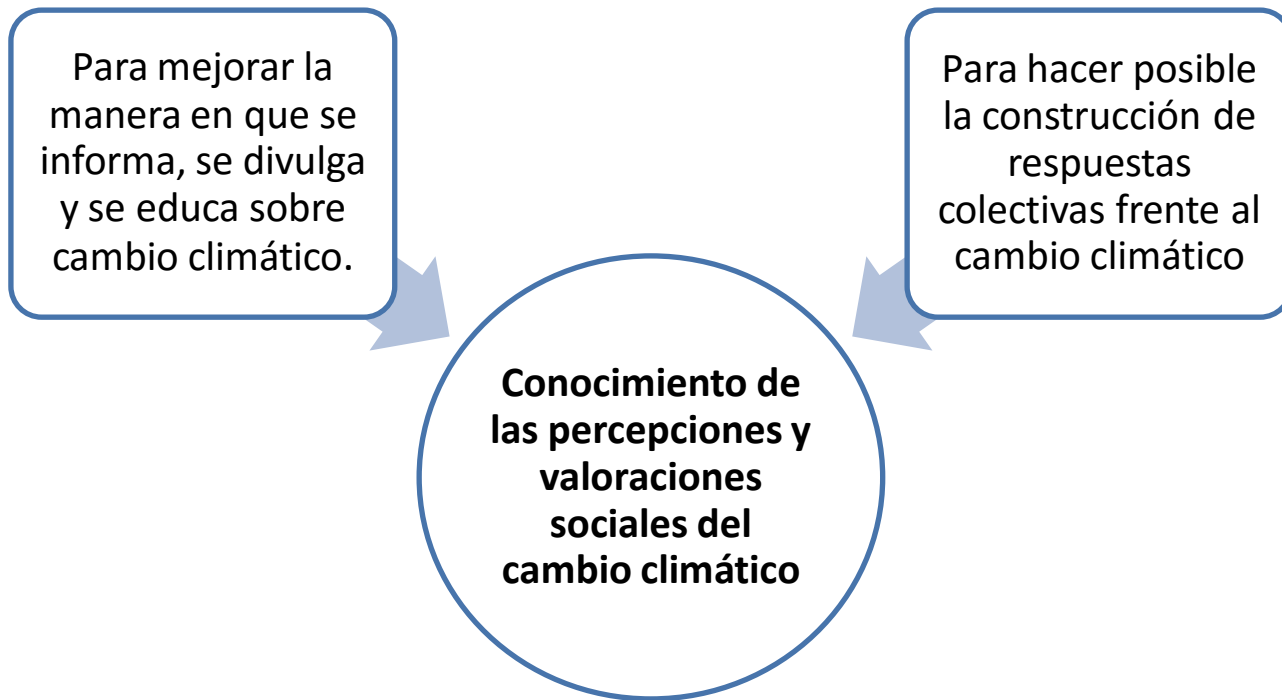 Para mejorar la
manera en que se
informa, se divulga
y se educa sobre
cambio climático.
Para hacer posible
la construcción de
respuestas
colectivas frente al
cambio climático
Conocimiento de
las percepciones y
valoraciones
sociales del
cambio climático